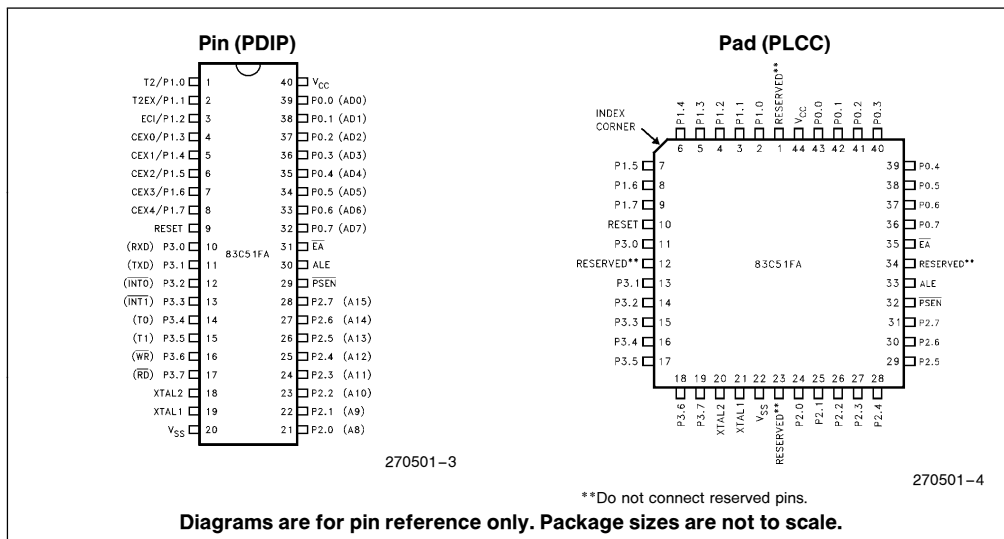 Pin (PDIP)
T2/P1.0 1
T2EX/P1.1 2
ECI/P1.2 3
CEX0/P1.3 4
CEX1/P1.4 5
CEX2/P1.5 6
CEX3/P1.6 7
CEX4/P1.7 8
RESET 9
(RXD) P3.0 10
(TXD) P3.1 11
(INT0) P3.2 12
(INT1) P3.3 13
(T0) P3.4 14
(T1) P3.5 15
(WR) P3.6 16
(RD) P3.7 17
XTAL2 18
XTAL1 19
VSS 20
83C51FA
40 VCC
39 P0.0 (AD0)
38 P0.1 (AD1)
37 P0.2 (AD2)
36 P0.3 (AD3)
35 P0.4 (AD4)
34 P0.5 (AD5)
33 P0.6 (AD6)
32 P0.7 (AD7)
31 EA
30 ALE
29 PSEN
28 P2.7 (A15)
27 P2.6 (A14)
26 P2.5 (A13)
25 P2.4 (A12)
24 P2.3 (A11)
23 P2.2 (A10)
22 P2.1 (A9)
21 P2.0 (A8)
270501-3
Pad (PLCC)
INDEX
CORNER
P1.4 6
P1.3 5
P1.2 4
P1.1 3
P1.0 2
RESERVED** 1
VCC 44
P0.0 43
P0.1 42
P0.2 41
P0.3 40
P1.5 7
P1.6 8
P1.7 9
RESET 10
P3.0 11
RESERVED** 12
P3.1 13
P3.2 14
P3.3 15
P3.4 16
P3.5 17
83C51FA
39 P0.4
38 P0.5
37 P0.6
36 P0.7
35 EA
34 RESERVED**
33 ALE
32 PSEN
31 P2.7
30 P2.6
29 P2.5
18 P3.6
19 P3.7
20 XTAL2
21 XTAL1
22 VSS
23 RESERVED**
24 P2.0
25 P2.1
26 P2.2
27 P2.3
28 P2.4
270501-4
**Do not connect reserved pins.
Diagrams are for pin reference only. Package sizes are not to scale.